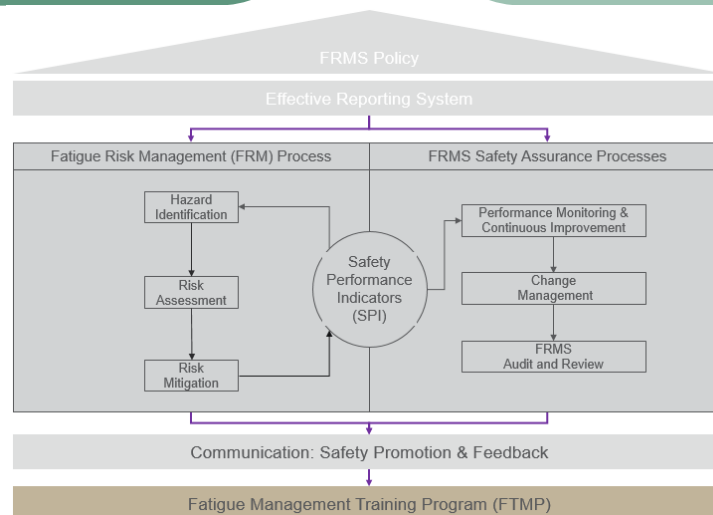 FRMS Policy
Effective Reporting System
Fatigue Risk Management (FRM) Process
FRMS Safety Assurance Processes
Hazard
Identification
Risk
Assessment
Risk
Mitigation
Safety
Performance
Indicators
(SPI)
Performance Monitoring &
Continuous Improvement
Change
Management
FRMS
Audit and Review
Communication: Safety Promotion & Feedback
Fatigue Management Training Program (FTMP)